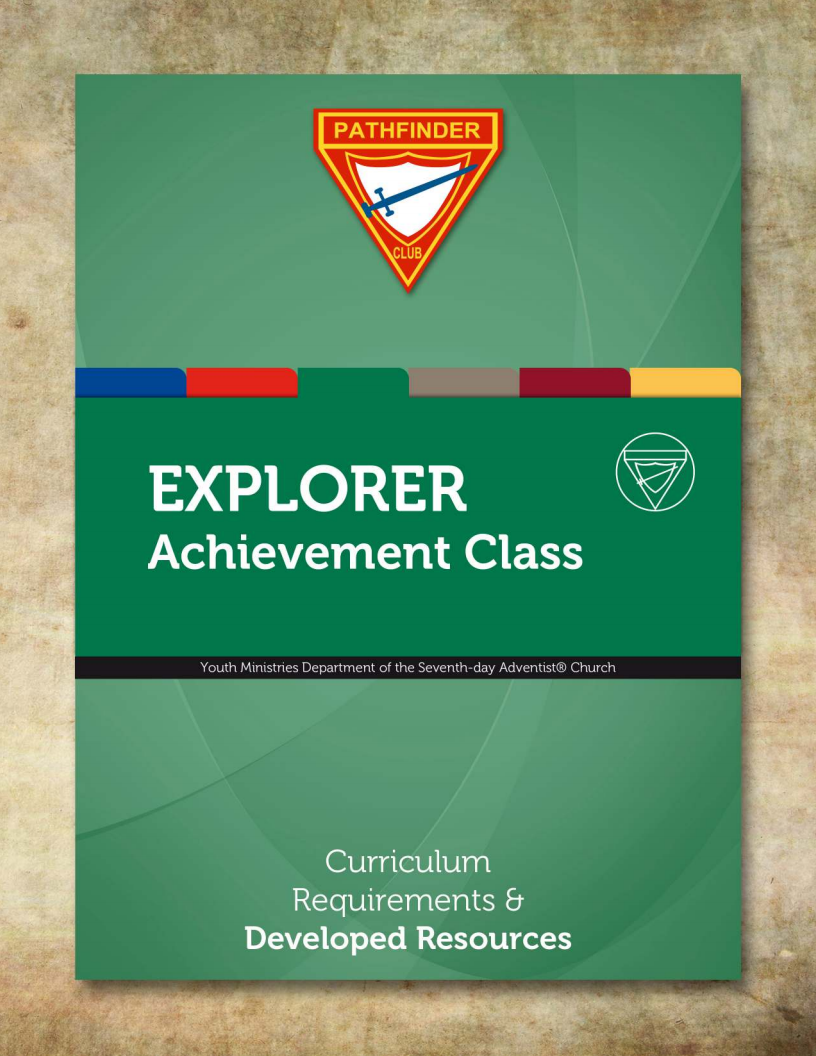 PATHFINDER
CLUB
EXPLORER
Achievement Class
Youth Ministries Department of the Seventh-day Adventist® Church
Curriculum
Requirements &
Developed Resources